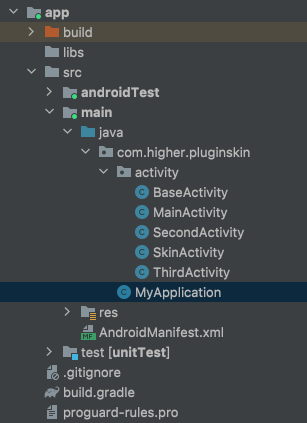 app
build
libs
src
androidTest
main
java
com.higher.pluginskin
activity
BaseActivity
MainActivity
SecondActivity
SkinActivity
ThirdActivity
MyApplication
res
AndroidManifest.xml
test [unitTest]
.gitignore
build.gradle
proguard-rules.pro